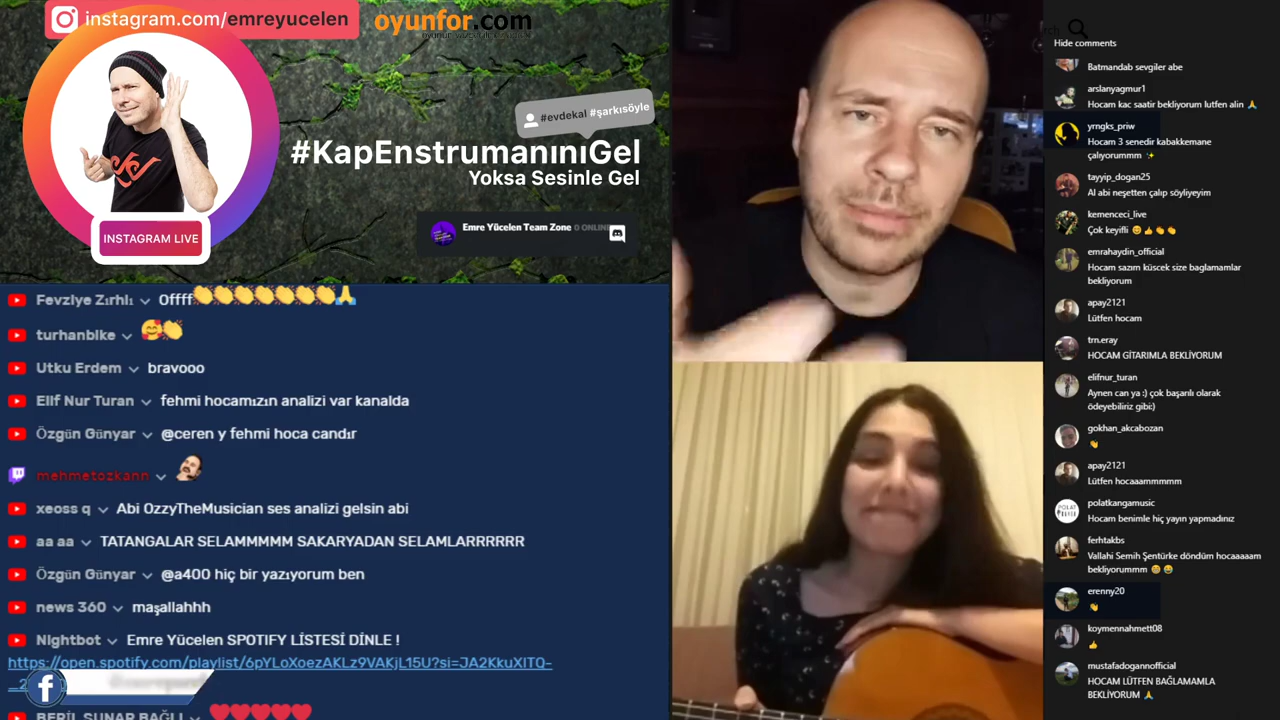 instagram.com/emreyucelen
oyunfor.com
#evdekal #şarkısöyle
#KapEnstrumanınıGel
Yoksa Sesinle Gel
Emre Yücelen Team Zone 0 ONLINE
INSTAGRAM LIVE
Fevziye Zırhlı Offff
turhanbike
Utku Erdem bravooo
Elif Nur Turan fehmi hocamızın analizi var kanalda
Özgün Günyar @ceren y fehmi hoca candır
mehmetozkann
xeoss q Abi OzzyTheMusician ses analizi gelsin abi
aa aa TATANGALAR SELAMMMMM SAKARYADAN SELAMLARRRRRR
Özgün Günyar @a400 hiç bir yazıyorum ben
news 360 maşallahhh
Nightbot Emre Yücelen SPOTIFY LİSTESİ DİNLE !
https://open.spotify.com/playlist/6pYLoXoezAKLz9VAKjL15U?si=JA2KkuXITQ-
BERİL SUNAR BAĞLI
Hide comments
Batmandab sevgiler abe
arslanyagmur1
Hocam kac saatir bekliyorum lutfen alin 🙏
yrngks_priw
Hocam 3 senedir kabakkemane
çalıyorummm ✨
tayyip_dogan25
Al abi neşetten çalıp söyliyeyim
kemenceci_live
Çok keyifli 😄👍👏👏
emrahaydin_official
Hocam sazım küscek size baglamamlar
bekliyorum
apay2121
Lütfen hocam
trn.eray
HOCAM GİTARIMLA BEKLİYORUM
elifnur_turan
Aynen can ya :) çok başarılı olarak
ödeyebiliriz gibi:)
gokhan_akcabozan
👏
apay2121
Lütfen hocaaammmmm
polatkangamusic
Hocam benimle hiç yayın yapmadınız
ferhtakbs
Vallahi Semih Şentürke döndüm hocaaaaam
bekliyorummm 😁😂
erenny20
👏
koymennahmett08
👍
mustafadogannofficial
HOCAM LÜTFEN BAĞLAMAMLA
BEKLİYORUM 🙏